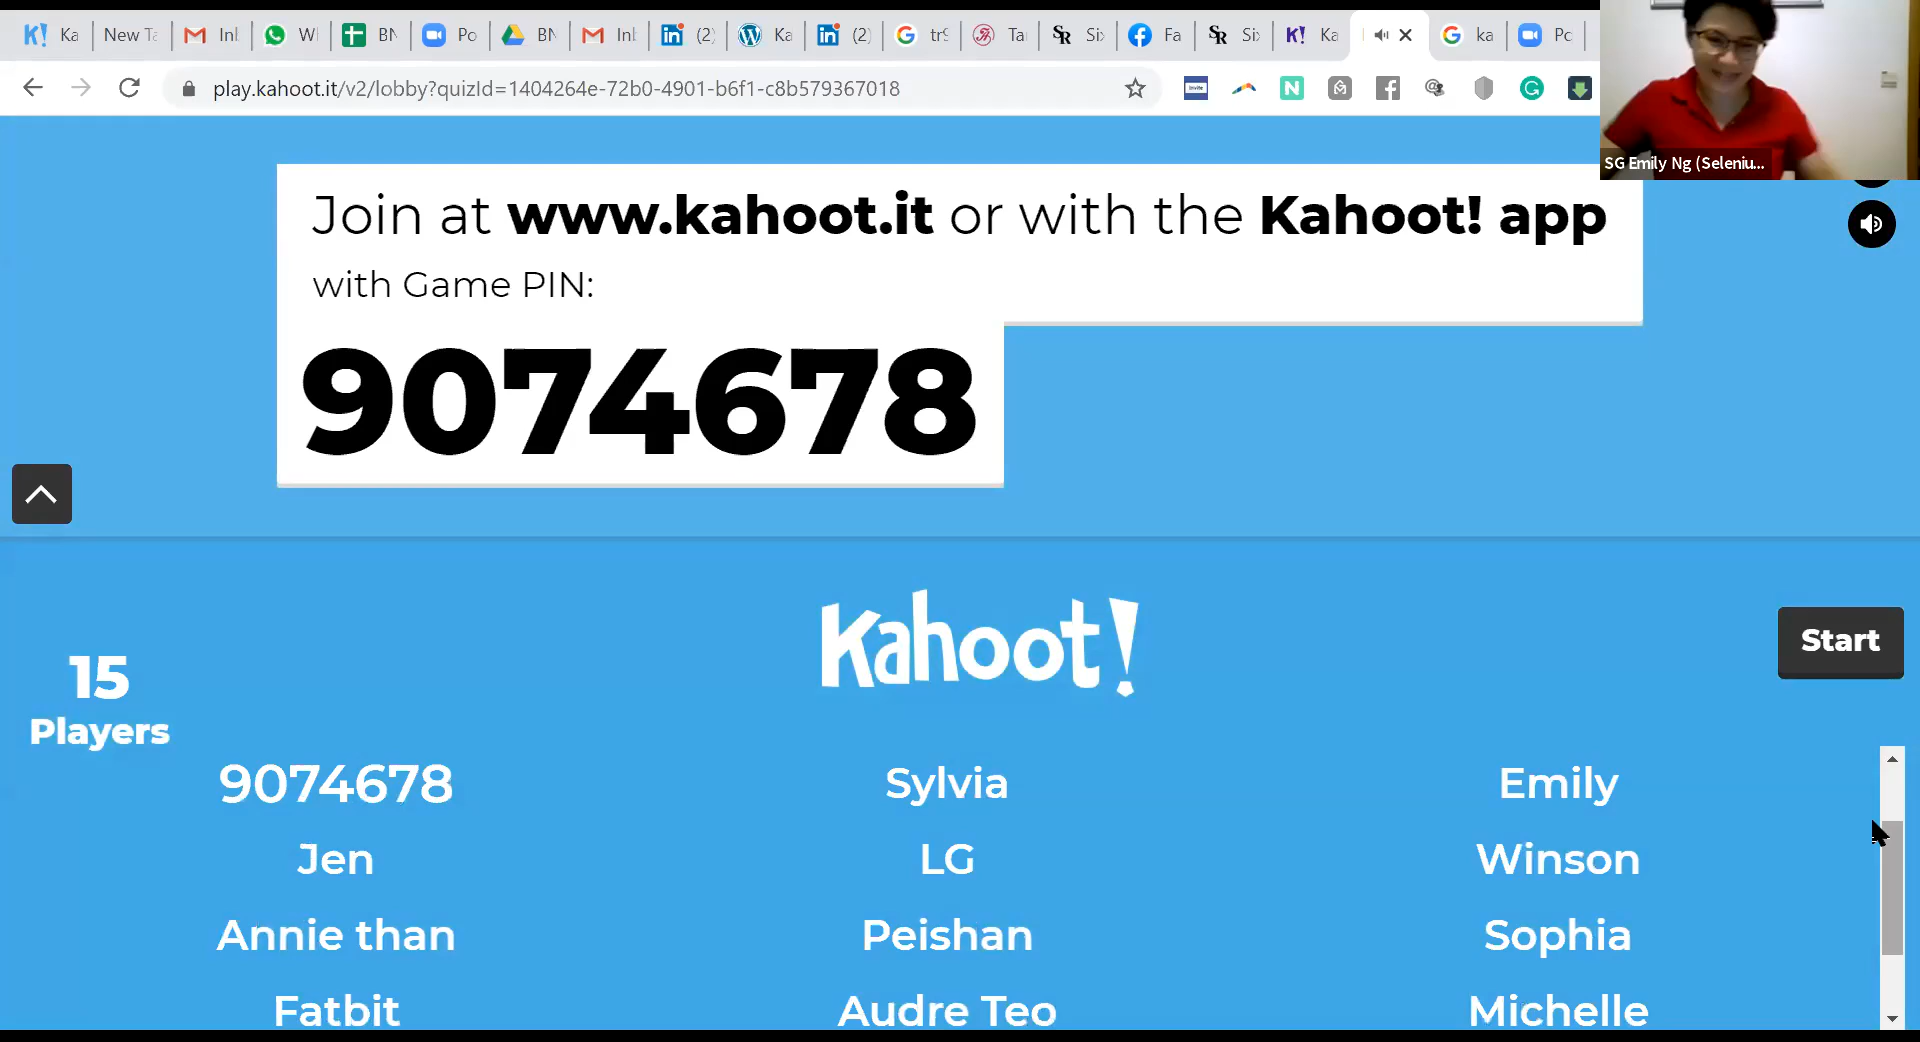 Ka New Ta Inl W BN Po BN Inl (2) Ka (2) tr9 Ta Six Fa Six Ka ka Pc
play.kahoot.it/v2/lobby?quizId=1404264e-72b0-4901-b6f1-c8b579367018
SG Emily Ng (Seleniu...
Join at www.kahoot.it or with the Kahoot! app
with Game PIN:
9074678
Kahoot!
Start
15
Players
9074678 Sylvia Emily
Jen LG Winson
Annie than Peishan Sophia
Fatbit Audre Teo Michelle